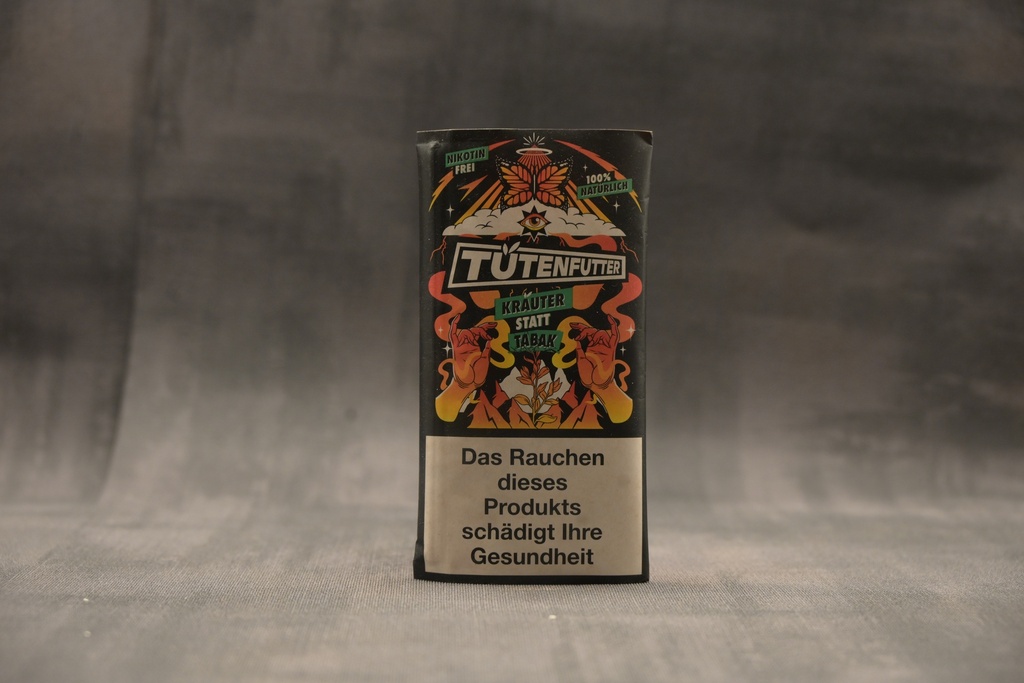 NIKOTIN
FREI
100%
NATÜRLICH
TÜTENFUTTER
KRÄUTER
STATT
TABAK
Das Rauchen
dieses
Produkts
schädigt Ihre
Gesundheit